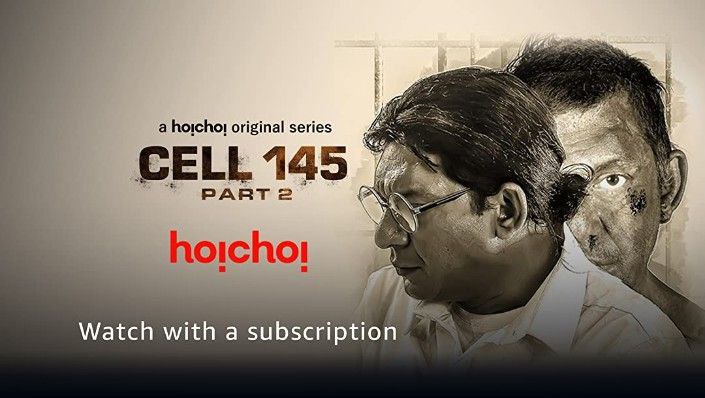 a hoichoi original series
CELL 145
PART 2
hoichoi
Watch with a subscription